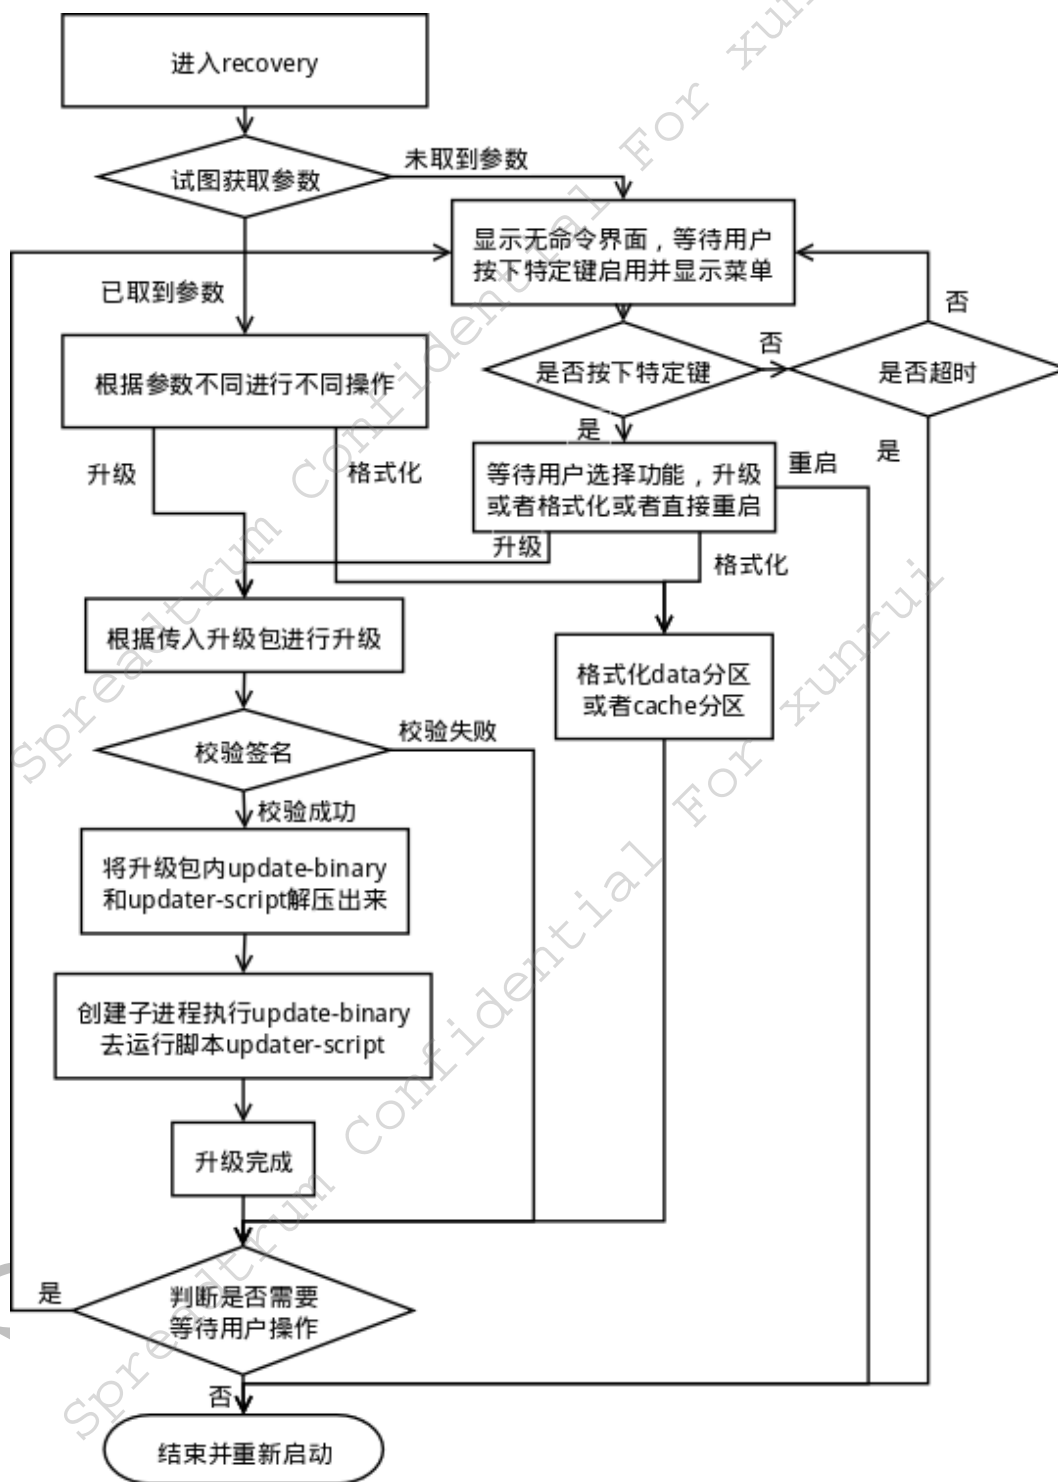 进入recovery
试图获取参数
未取到参数
显示无命令界面，等待用户
按下特定键启用并显示菜单
已取到参数
否
否
根据参数不同进行不同操作
是否按下特定键
是否超时
是
是
升级
格式化
等待用户选择功能，升级
或者格式化或者直接重启
重启
升级
格式化
根据传入升级包进行升级
格式化data分区
或者cache分区
校验签名
校验失败
校验成功
将升级包内update-binary
和updater-script解压出来
创建子进程执行update-binary
去运行脚本updater-script
升级完成
是
判断是否需要
等待用户操作
否
结束并重新启动
Spreadtrum Confidential For xunrui
Spreadtrum Confidential For xunrui